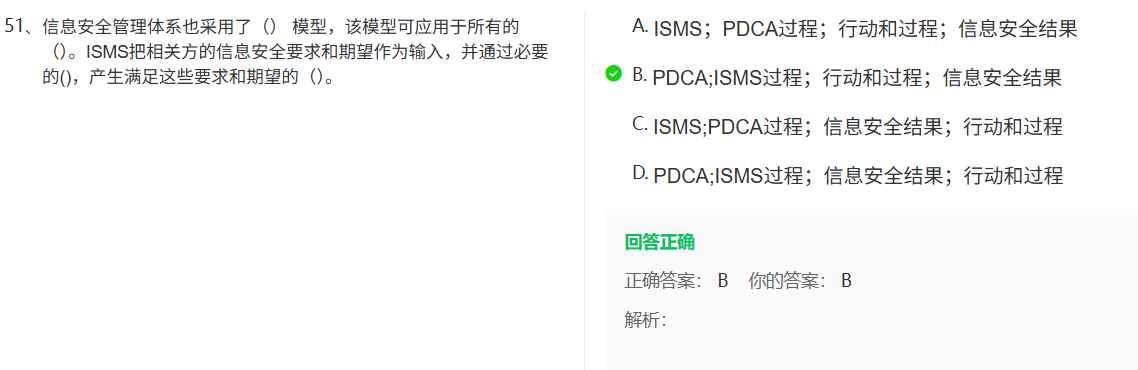 51、信息安全管理体系也采用了（） 模型，该模型可应用于所有的
（）。ISMS把相关方的信息安全要求和期望作为输入，并通过必要
的()，产生满足这些要求和期望的（）。
A. ISMS；PDCA过程；行动和过程；信息安全结果
B. PDCA;ISMS过程；行动和过程；信息安全结果
C. ISMS;PDCA过程；信息安全结果；行动和过程
D. PDCA;ISMS过程；信息安全结果；行动和过程
回答正确
正确答案： B 你的答案： B
解析：